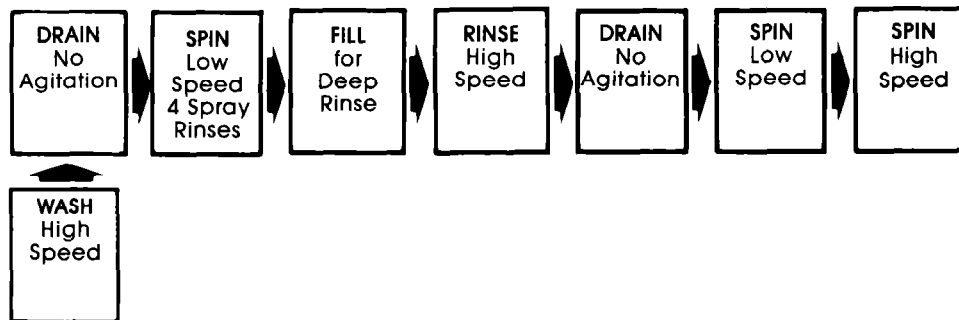 DRAIN
No
Agitation
SPIN
Low
Speed
4 Spray
Rinses
FILL
for
Deep
Rinse
RINSE
High
Speed
DRAIN
No
Agitation
SPIN
Low
Speed
SPIN
High
Speed
WASH
High
Speed